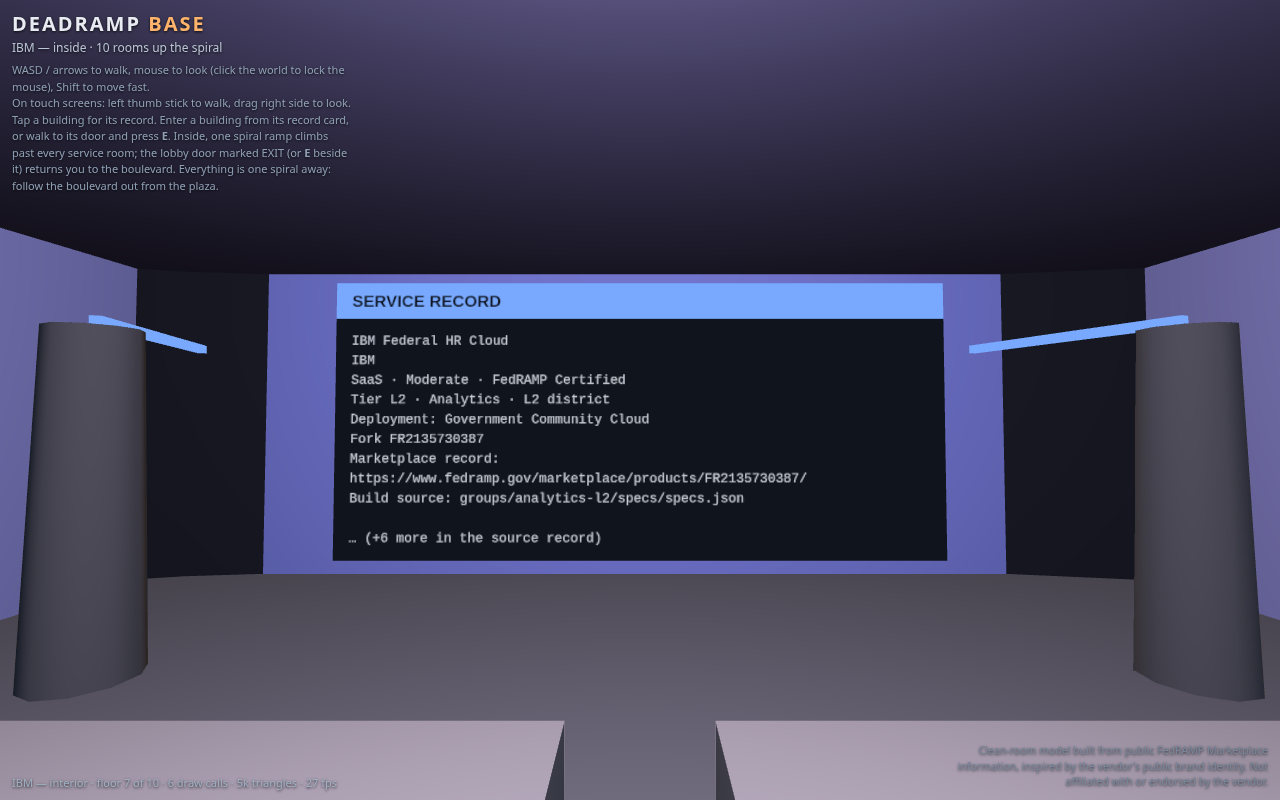 DEADRAMP BASE
IBM — inside · 10 rooms up the spiral
WASD / arrows to walk, mouse to look (click the world to lock the
mouse), Shift to move fast.
On touch screens: left thumb stick to walk, drag right side to look.
Tap a building for its record. Enter a building from its record card,
or walk to its door and press E. Inside, one spiral ramp climbs
past every service room; the lobby door marked EXIT (or E beside
it) returns you to the boulevard. Everything is one spiral away:
follow the boulevard out from the plaza.
SERVICE RECORD
IBM Federal HR Cloud
IBM
SaaS · Moderate · FedRAMP Certified
Tier L2 · Analytics · L2 district
Deployment: Government Community Cloud
Fork FR2135730387
Marketplace record:
https://www.fedramp.gov/marketplace/products/FR2135730387/
Build source: groups/analytics-l2/specs/specs.json
… (+6 more in the source record)
Clean-room model built from public FedRAMP Marketplace
information, inspired by the vendor's public brand identity. Not
affiliated with or endorsed by the vendor.
IBM — interior · floor 7 of 10 · 6 draw calls · 5k triangles · 27 fps